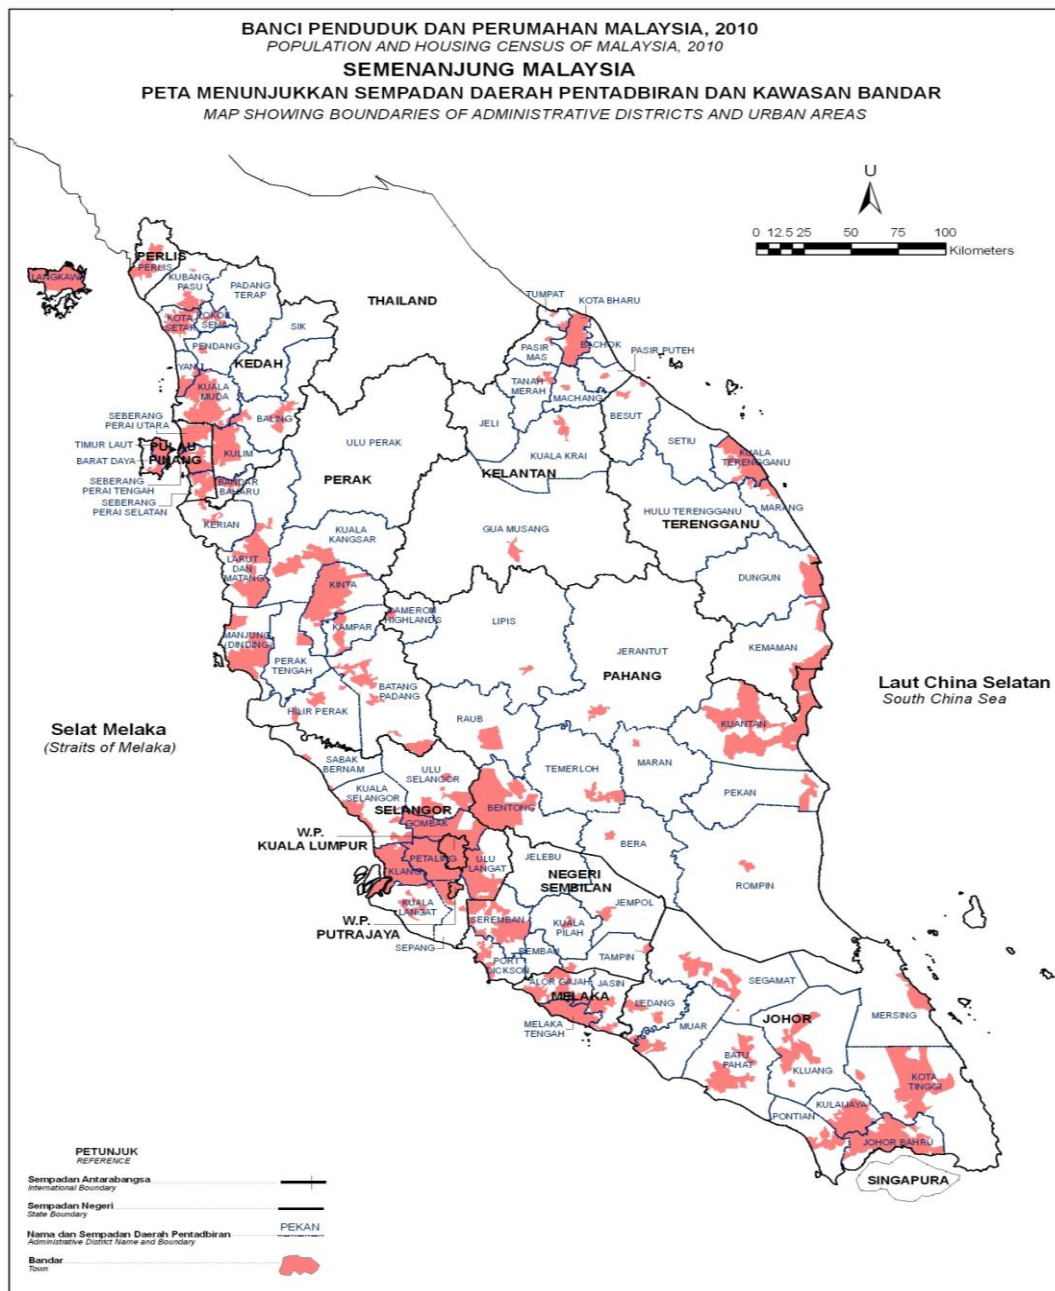 BANCI PENDUDUK DAN PERUMAHAN MALAYSIA, 2010
POPULATION AND HOUSING CENSUS OF MALAYSIA, 2010
SEMENANJUNG MALAYSIA
PETA MENUNJUKKAN SEMPADAN DAERAH PENTADBIRAN DAN KAWASAN BANDAR
MAP SHOWING BOUNDARIES OF ADMINISTRATIVE DISTRICTS AND URBAN AREAS
U
0 12.5 25 50 75 100
Kilometers
PERLIS
PERLIS
LANGKAWI
KUBANG
PASU
PADANG
TERAP
KOTA
SETAR
POKOK
SENA
SIK
PENDANG
KEDAH
YAN
KUALA
MUDA
BALING
SEBERANG
PERAI UTARA
TIMUR LAUT
BARAT DAYA
PULAU
PINANG
KULIM
SEBERANG
PERAI TENGAH
BANDAR
BAHARU
SEBERANG
PERAI SELATAN
THAILAND
TUMPAT
KOTA BHARU
BACHOK
PASIR PUTEH
PASIR
MAS
TANAH
MERAH
MACHANG
JELI
KUALA KRAI
KELANTAN
GUA MUSANG
BESUT
SETIU
KUALA
TERENGGANU
HULU TERENGGANU
MARANG
TERENGGANU
DUNGUN
KEMAMAN
ULU PERAK
PERAK
KERIAN
KUALA
KANGSAR
LARUT
DAN
MATANG
KINTA
KAMPAR
CAMERON
HIGHLANDS
MANJUNG
(DINDING)
PERAK
TENGAH
BATANG
PADANG
HILIR PERAK
LIPIS
JERANTUT
PAHANG
KUANTAN
RAUB
TEMERLOH
MARAN
PEKAN
BENTONG
BERA
ROMPIN
Laut China Selatan
South China Sea
Selat Melaka
(Straits of Melaka)
SABAK
BERNAM
ULU
SELANGOR
KUALA
SELANGOR
SELANGOR
GOMBAK
W.P.
KUALA LUMPUR
PETALING
KLANG
ULU
LANGAT
KUALA
LANGAT
W.P.
PUTRAJAYA
SEPANG
JELEBU
NEGERI
SEMBILAN
JEMPOL
SEREMBAN
KUALA
PILAH
REMBAU
TAMPIN
PORT
DICKSON
ALOR GAJAH
JASIN
MELAKA
MELAKA
TENGAH
LEDANG
SEGAMAT
MUAR
JOHOR
MERSING
BATU
PAHAT
KLUANG
KOTA
TINGGI
KULAIJAYA
PONTIAN
JOHOR BAHRU
SINGAPURA
PETUNJUK
REFERENCE
Sempadan Antarabangsa
International Boundary
Sempadan Negeri
State Boundary
PEKAN
Nama dan Sempadan Daerah Pentadbiran
Administrative District Name and Boundary
Bandar
Town